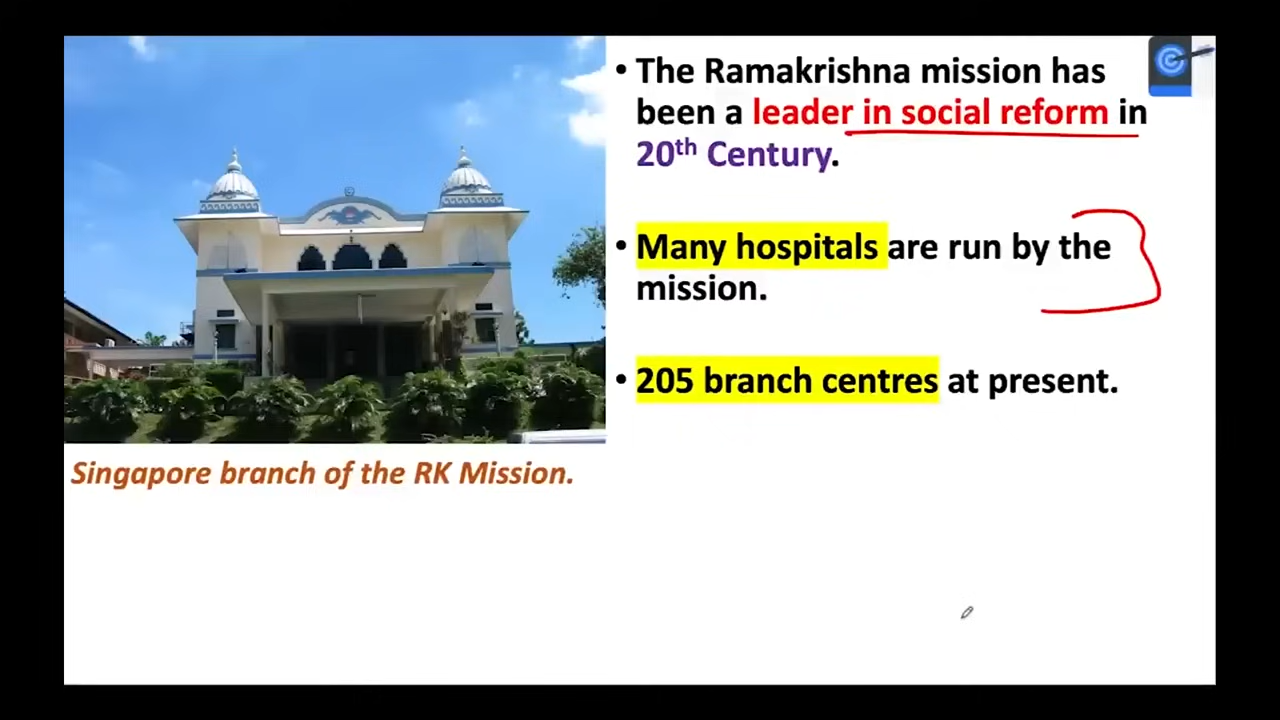 • The Ramakrishna mission has
been a leader in social reform in
20th Century.
• Many hospitals are run by the
mission.
• 205 branch centres at present.
Singapore branch of the RK Mission.